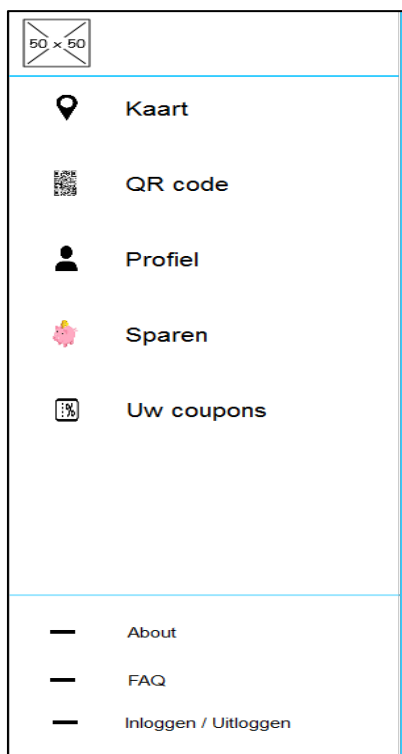 50 x 50
Kaart
QR code
Profiel
Sparen
%
Uw coupons
About
FAQ
Inloggen / Uitloggen